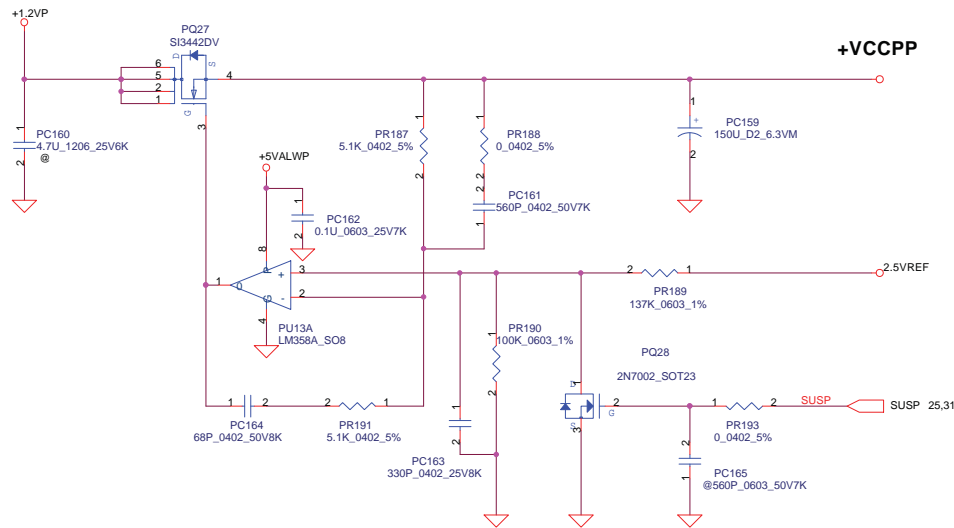 +1.2VP
PQ27
SI3442DV
+VCCPP
D
S
G
6
5
2
1
4
3
1
2
PC160
4.7U_1206_25V6K
@
+5VALWP
1
2
PC162
0.1U_0603_25V7K
1
2
PR187
5.1K_0402_5%
1
2
PR188
0_0402_5%
2
1
PC161
560P_0402_50V7K
1
+
2
PC159
150U_D2_6.3VM
8
P
+
3
1
0
-
2
G
4
PU13A
LM358A_SO8
2
1
PR189
137K_0603_1%
2.5VREF
1
2
PR190
100K_0603_1%
PQ28
2N7002_SOT23
1
D
2
G
S
3
1
2
PC164
68P_0402_50V8K
2
1
PR191
5.1K_0402_5%
1
2
PC163
330P_0402_25V8K
1
2
PR193
0_0402_5%
SUSP
SUSP 25,31
2
1
PC165
@560P_0603_50V7K